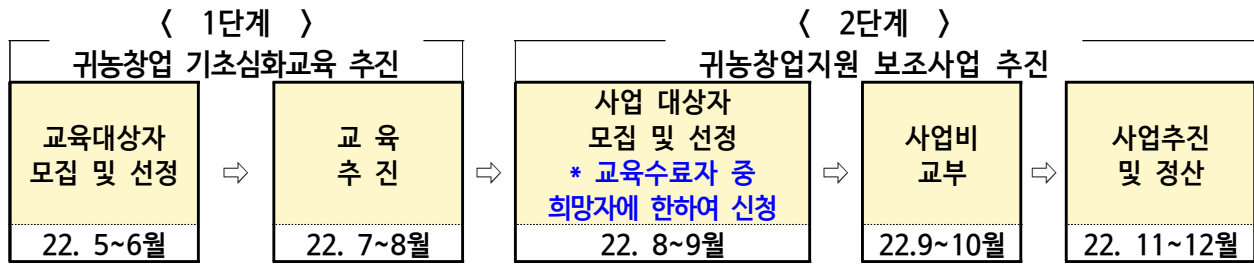 〈 1단계 〉
귀농창업 기초심화교육 추진
교육대상자
모집 및 선정
22. 5~6월
⇨
교 육
추 진
22. 7~8월
⇨
〈 2단계 〉
귀농창업지원 보조사업 추진
사업 대상자
모집 및 선정
* 교육수료자 중
희망자에 한하여 신청
22. 8~9월
⇨
사업비
교부
22.9~10월
⇨
사업추진
및 정산
22. 11~12월